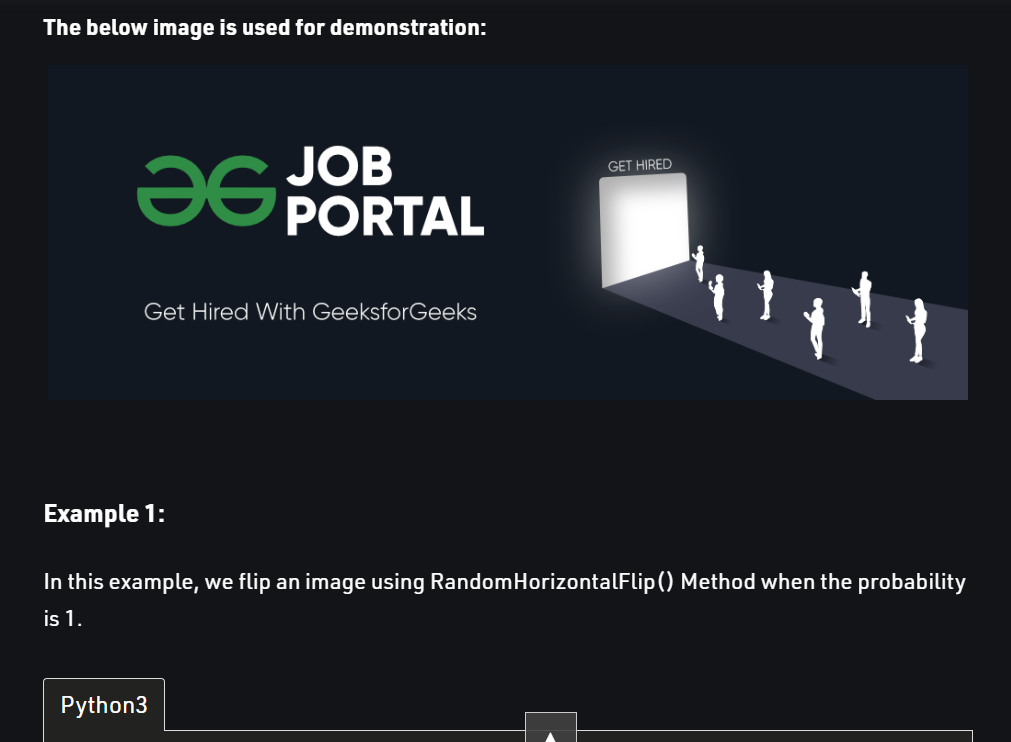 The below image is used for demonstration:
JOB
PORTAL
GET HIRED
Get Hired With GeeksforGeeks
Example 1:
In this example, we flip an image using RandomHorizontalFlip() Method when the probability
is 1.
Python3